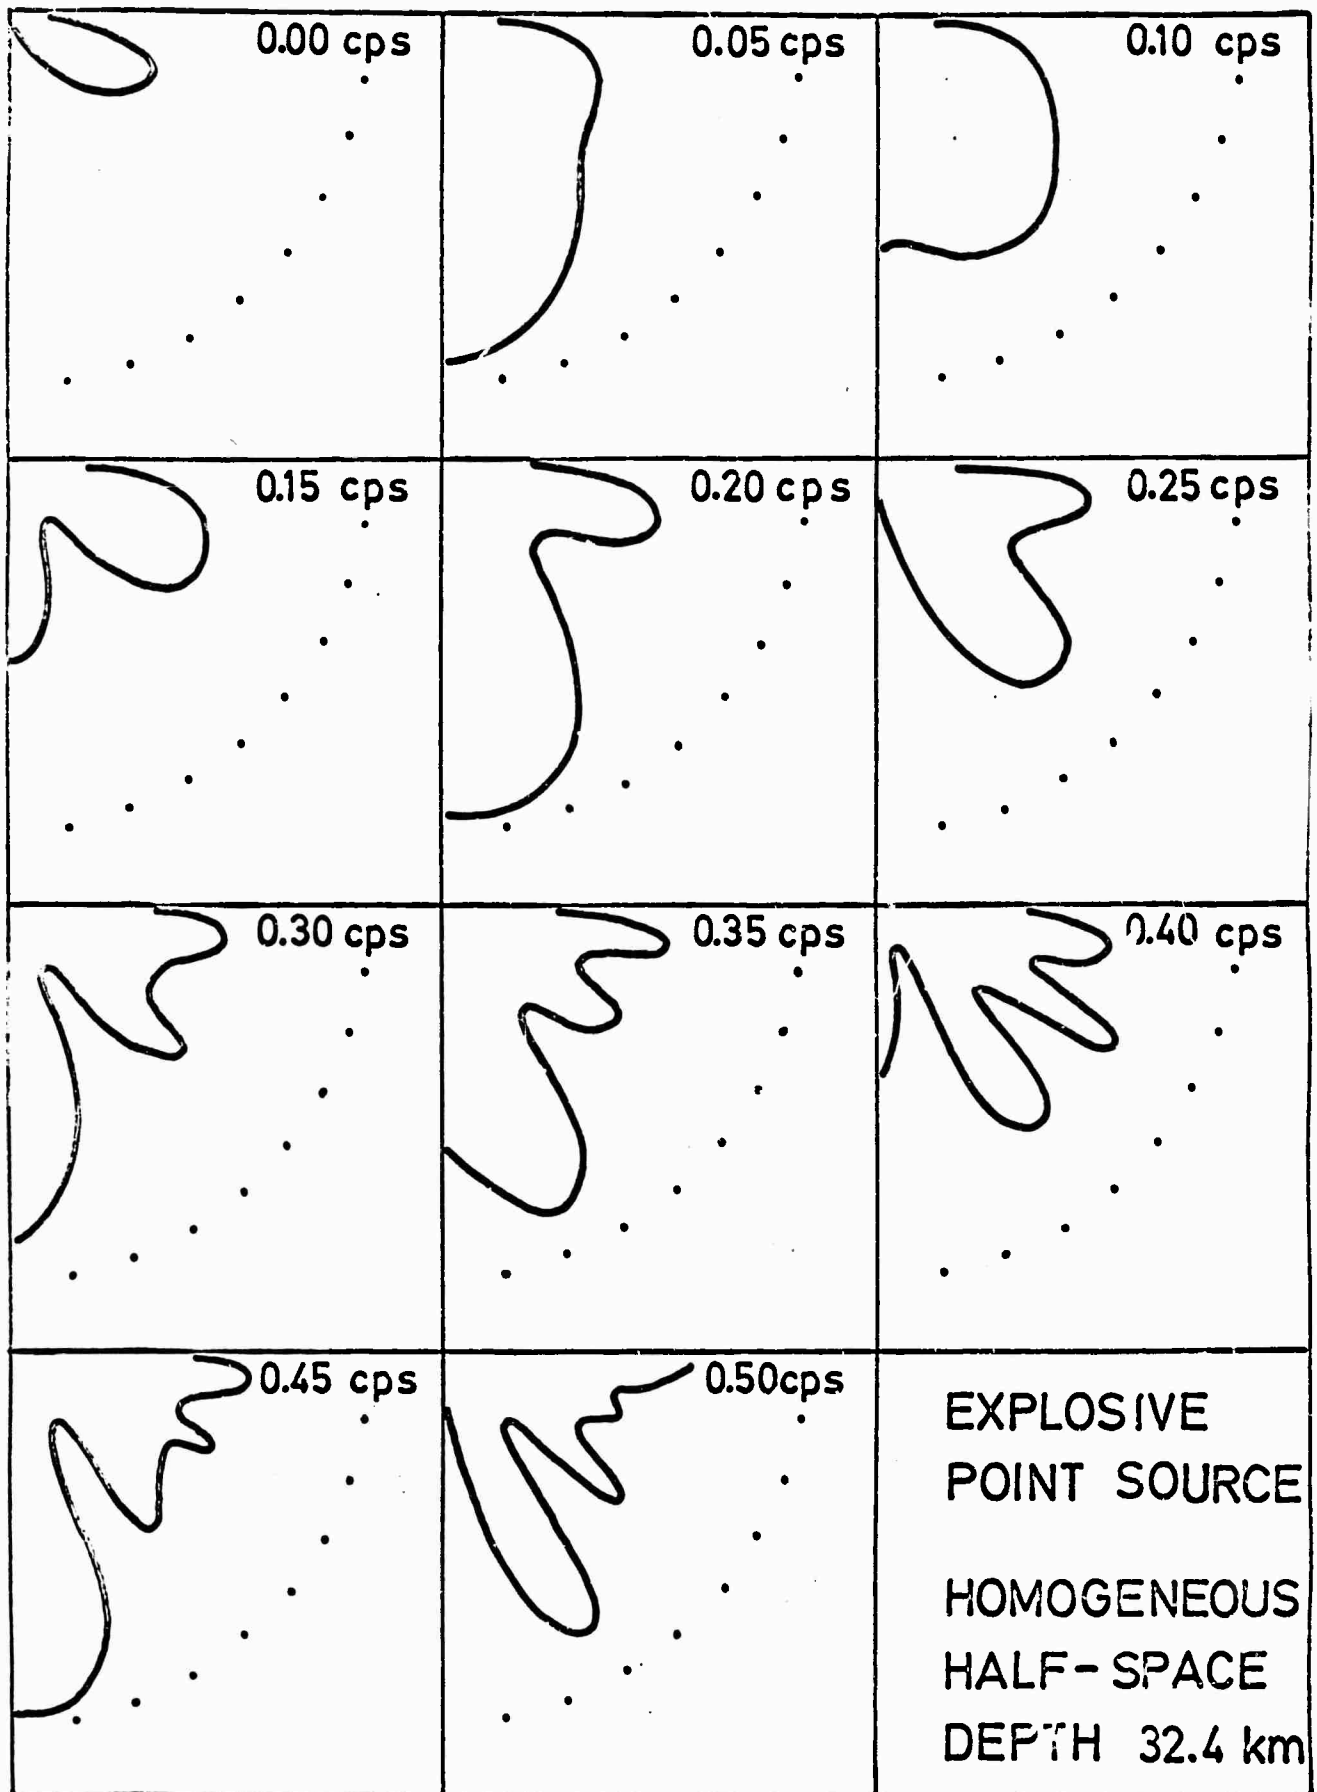 0.00 cps
0.05 cps
0.10 cps
0.15 cps
0.20 cps
0.25 cps
0.30 cps
0.35 cps
0.40 cps
0.45 cps
0.50cps
EXPLOSIVE
POINT SOURCE
HOMOGENEOUS
HALF-SPACE
DEPTH 32.4 km